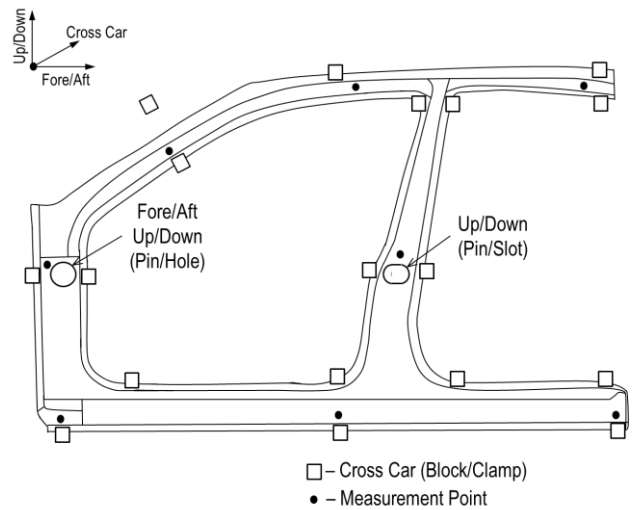 Up/Down
Cross Car
Fore/Aft
Fore/Aft
Up/Down
(Pin/Hole)
Up/Down
(Pin/Slot)
– Cross Car (Block/Clamp)
– Measurement Point